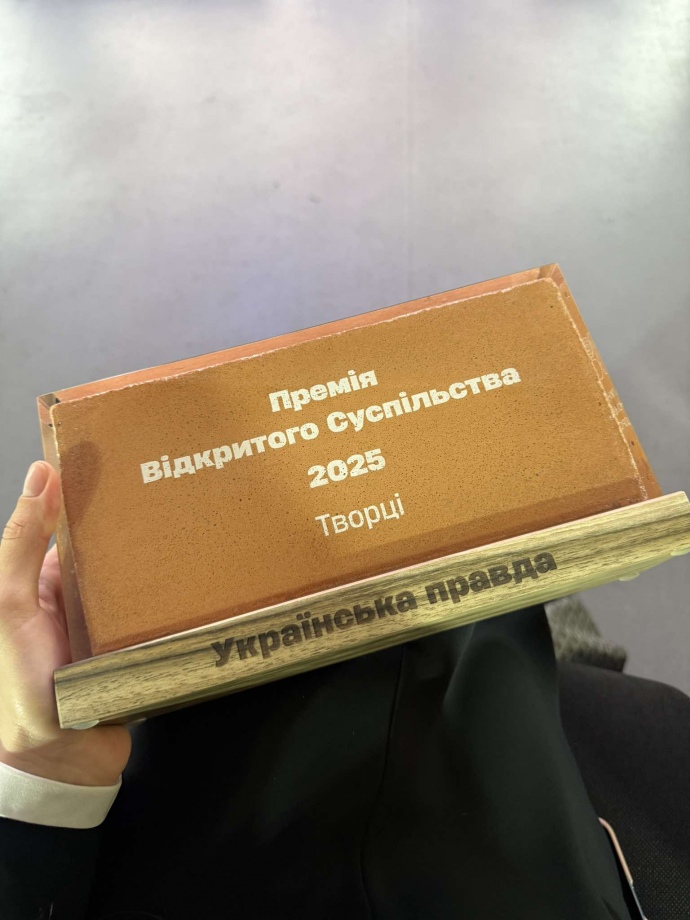 Премія
Відкритого Суспільства
2025
Творці
Українська правда